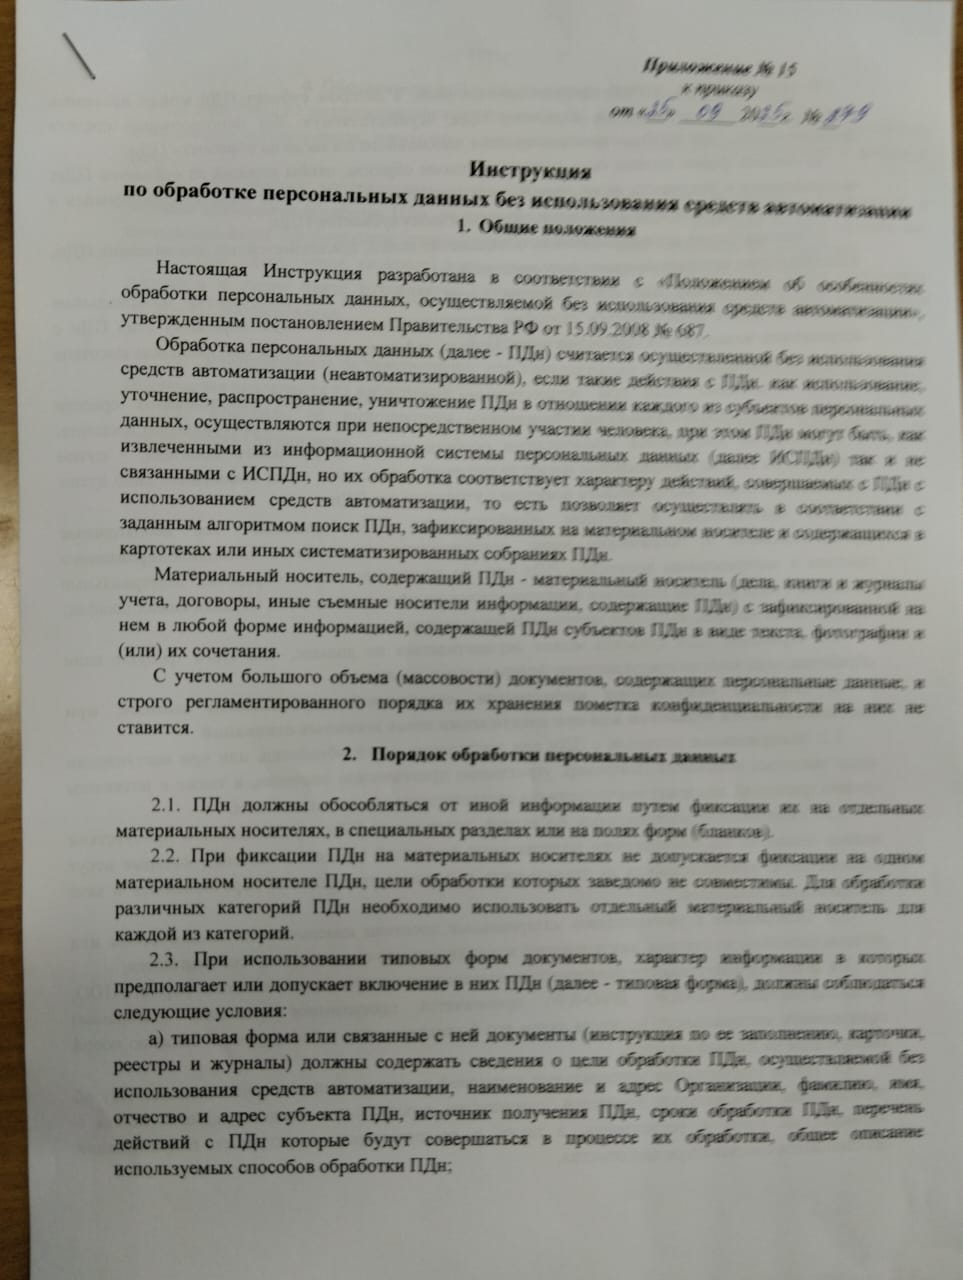 Приложение № 15
к приказу
от «25» 09 2025г. № 299
Инструкция
по обработке персональных данных без использования средств автоматизации
1. Общие положения
Настоящая Инструкция разработана в соответствии с «Положением об особенностях
обработки персональных данных, осуществляемой без использования средств автоматизации»,
утвержденным постановлением Правительства РФ от 15.09.2008 № 687.
Обработка персональных данных (далее - ПДн) считается осуществленной без использования
средств автоматизации (неавтоматизированной), если такие действия с ПДн, как использование,
уточнение, распространение, уничтожение ПДн в отношении каждого из субъектов персональных
данных, осуществляются при непосредственном участии человека, при этом ПДн могут быть, как
извлеченными из информационной системы персональных данных (далее ИСПДн) так и не
связанными с ИСПДн, но их обработка соответствует характеру действий, совершаемых с ПДн с
использованием средств автоматизации, то есть позволяет осуществлять в соответствии с
заданным алгоритмом поиск ПДн, зафиксированных на материальном носителе и содержащихся в
картотеках или иных систематизированных собраниях ПДн.
Материальный носитель, содержащий ПДн - материальный носитель (дела, книги и журналы
учета, договоры, иные съемные носители информации, содержащие ПДн) с зафиксированной на
нем в любой форме информацией, содержащей ПДн субъектов ПДн в виде текста, фотографии и
(или) их сочетания.
С учетом большого объема (массовости) документов, содержащих персональные данные, и
строго регламентированного порядка их хранения пометка конфиденциальности на них не
ставится.
2. Порядок обработки персональных данных
2.1. ПДн должны обособляться от иной информации путем фиксации их на отдельных
материальных носителях, в специальных разделах или на полях форм (бланков).
2.2. При фиксации ПДн на материальных носителях не допускается фиксация на одном
материальном носителе ПДн, цели обработки которых заведомо не совместимы. Для обработки
различных категорий ПДн необходимо использовать отдельный материальный носитель для
каждой из категорий.
2.3. При использовании типовых форм документов, характер информации в которых
предполагает или допускает включение в них ПДн (далее - типовая форма), должны соблюдаться
следующие условия:
а) типовая форма или связанные с ней документы (инструкция по ее заполнению, карточки,
реестры и журналы) должны содержать сведения о цели обработки ПДн, осуществляемой без
использования средств автоматизации, наименование и адрес Организации, фамилию, имя,
отчество и адрес субъекта ПДн, источник получения ПДн, сроки обработки ПДн, перечень
действий с ПДн которые будут совершаться в процессе их обработки, общее описание
используемых способов обработки ПДн;